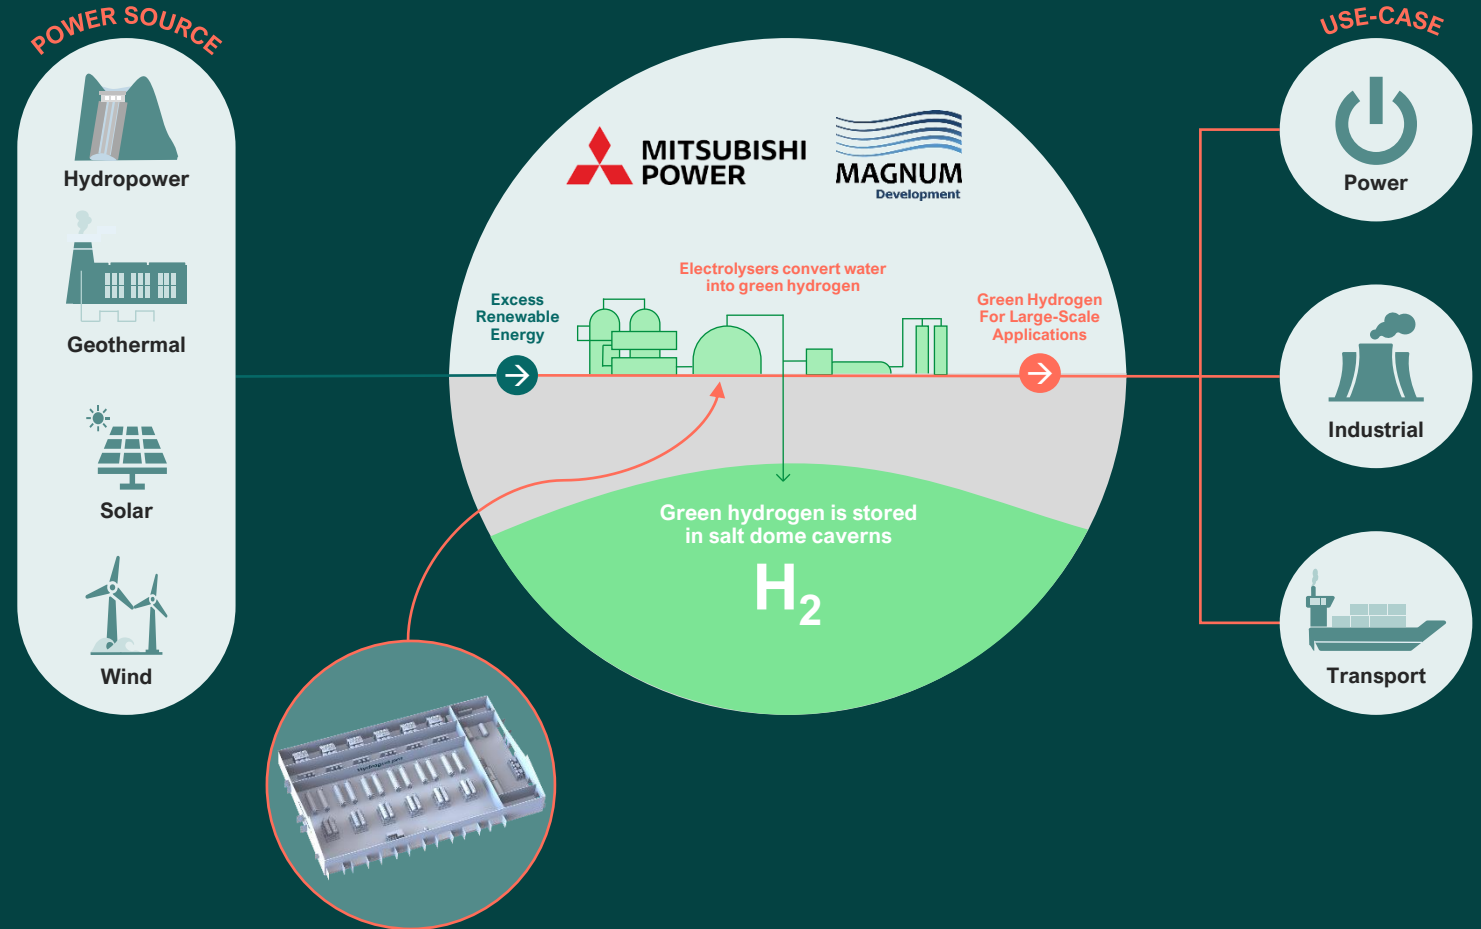 POWER SOURCE
Hydropower
Geothermal
Solar
Wind
MITSUBISHI
POWER
MAGNUM
Development
Excess
Renewable
Energy
Electrolysers convert water
into green hydrogen
Green Hydrogen
For Large-Scale
Applications
Green hydrogen is stored
in salt dome caverns
H₂
USE-CASE
Power
Industrial
Transport